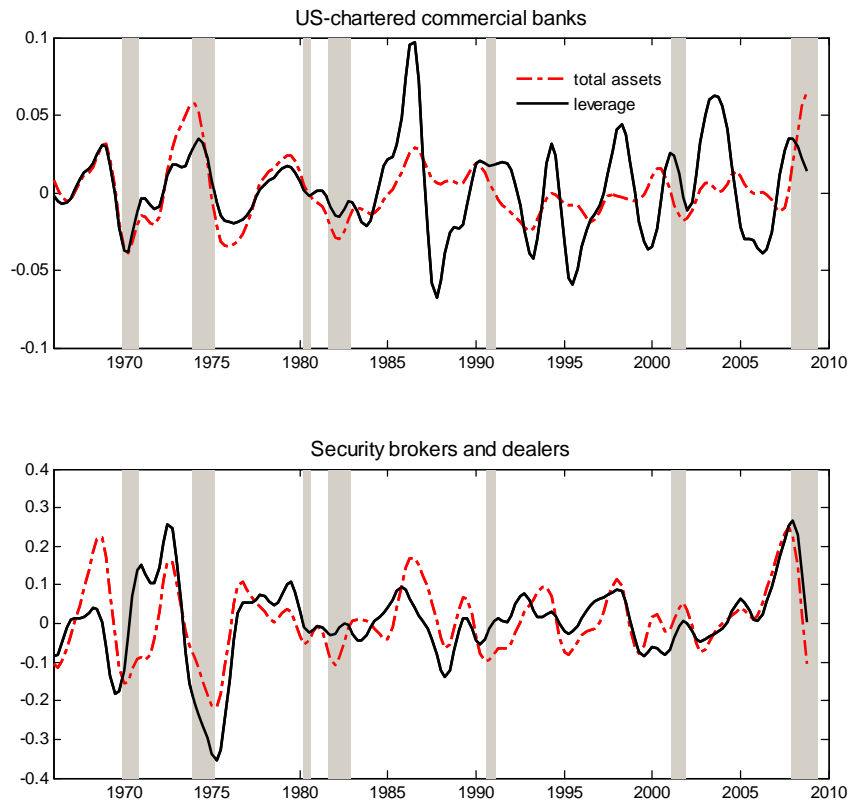 US-chartered commercial banks
0.1
total assets
leverage
0.05
0
-0.05
-0.1
1970 1975 1980 1985 1990 1995 2000 2005 2010
Security brokers and dealers
0.4
0.3
0.2
0.1
0
-0.1
-0.2
-0.3
-0.4
1970 1975 1980 1985 1990 1995 2000 2005 2010